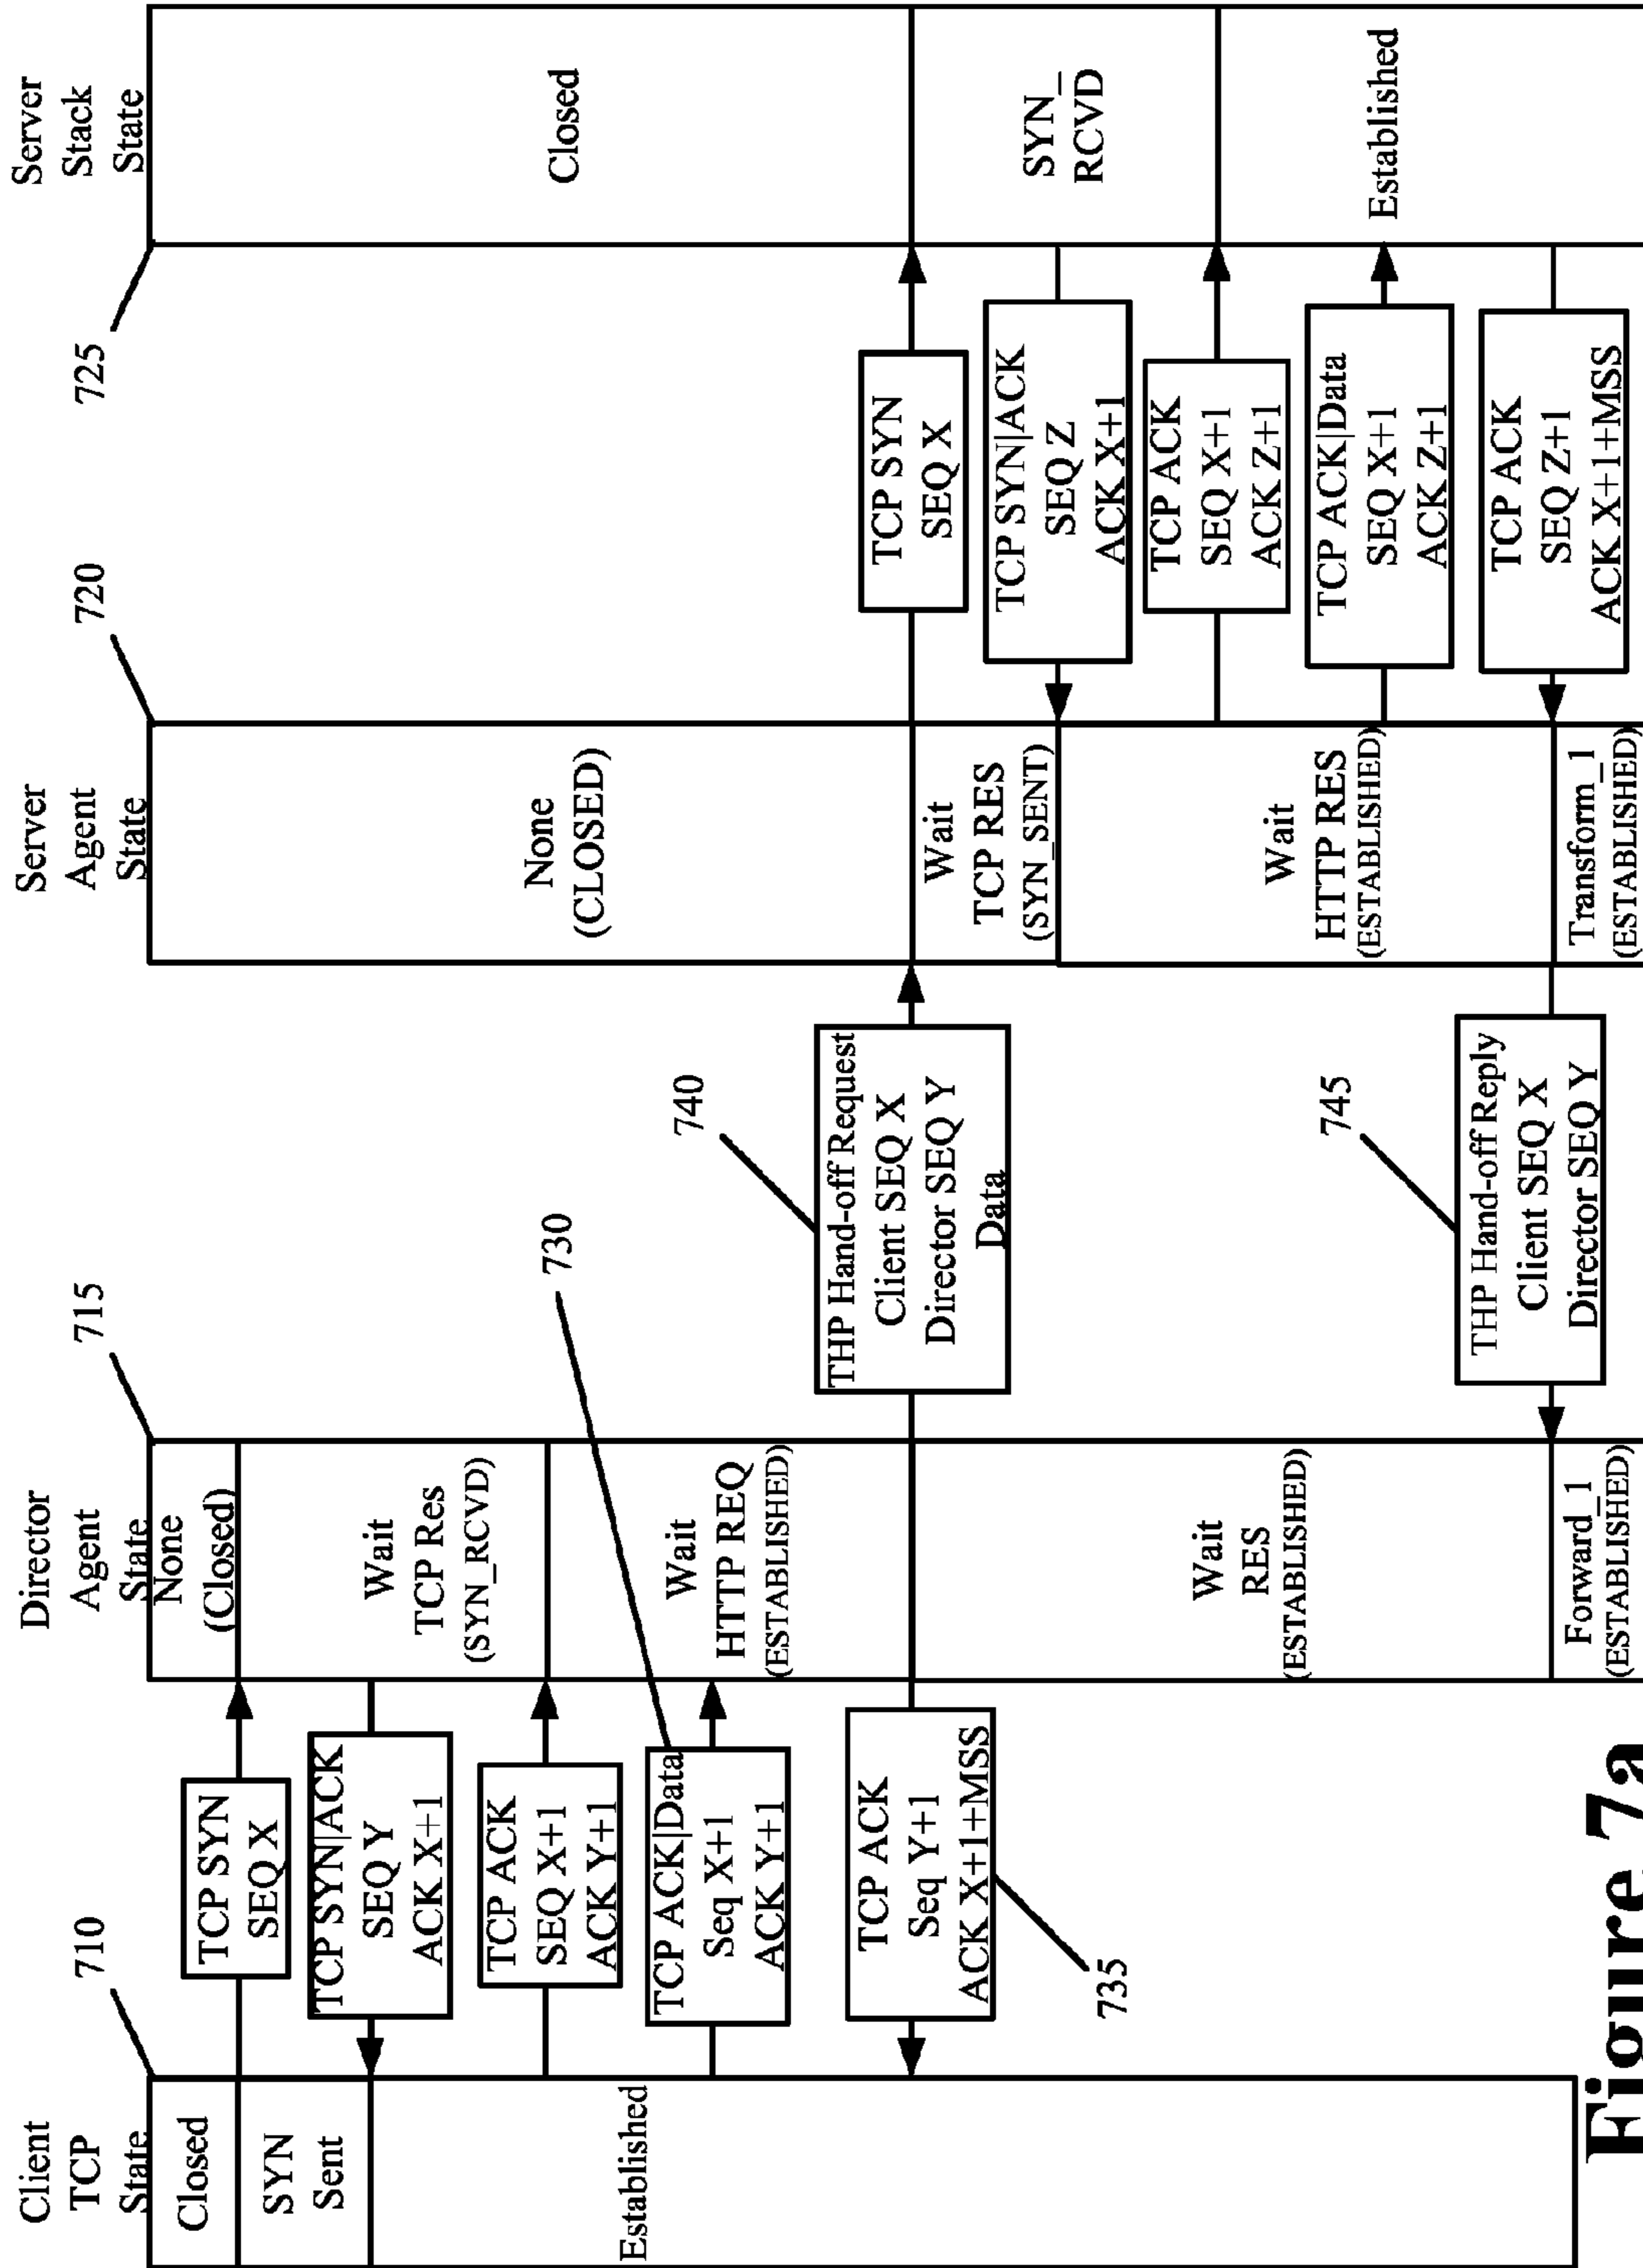 Client
TCP
State
Director
Agent
State
Server
Agent
State
Server
Stack
State
710
715
720
725
Closed
SYN
Sent
Established
TCP SYN
SEQ X
TCP SYN|ACK
SEQ Y
ACK X+1
TCP ACK
SEQ X+1
ACK Y+1
TCP ACK|Data
Seq X+1
ACK Y+1
730
TCP ACK
Seq Y+1
ACK X+1+MSS
735
None
(Closed)
Wait
TCP Res
(SYN_RCVD)
Wait
HTTP REQ
(ESTABLISHED)
Wait
RES
(ESTABLISHED)
Forward_1
(ESTABLISHED)
740
THP Hand-off Request
Client SEQ X
Director SEQ Y
Data
745
THP Hand-off Reply
Client SEQ X
Director SEQ Y
None
(CLOSED)
Wait
TCP RES
(SYN_SENT)
Wait
HTTP RES
(ESTABLISHED)
Transform_1
(ESTABLISHED)
TCP SYN
SEQ X
TCP SYN|ACK
SEQ Z
ACK X+1
TCP ACK
SEQ X+1
ACK Z+1
TCP ACK|Data
SEQ X+1
ACK Z+1
TCP ACK
SEQ Z+1
ACK X+1+MSS
Closed
SYN_
RCVD
Established
Figure 7a